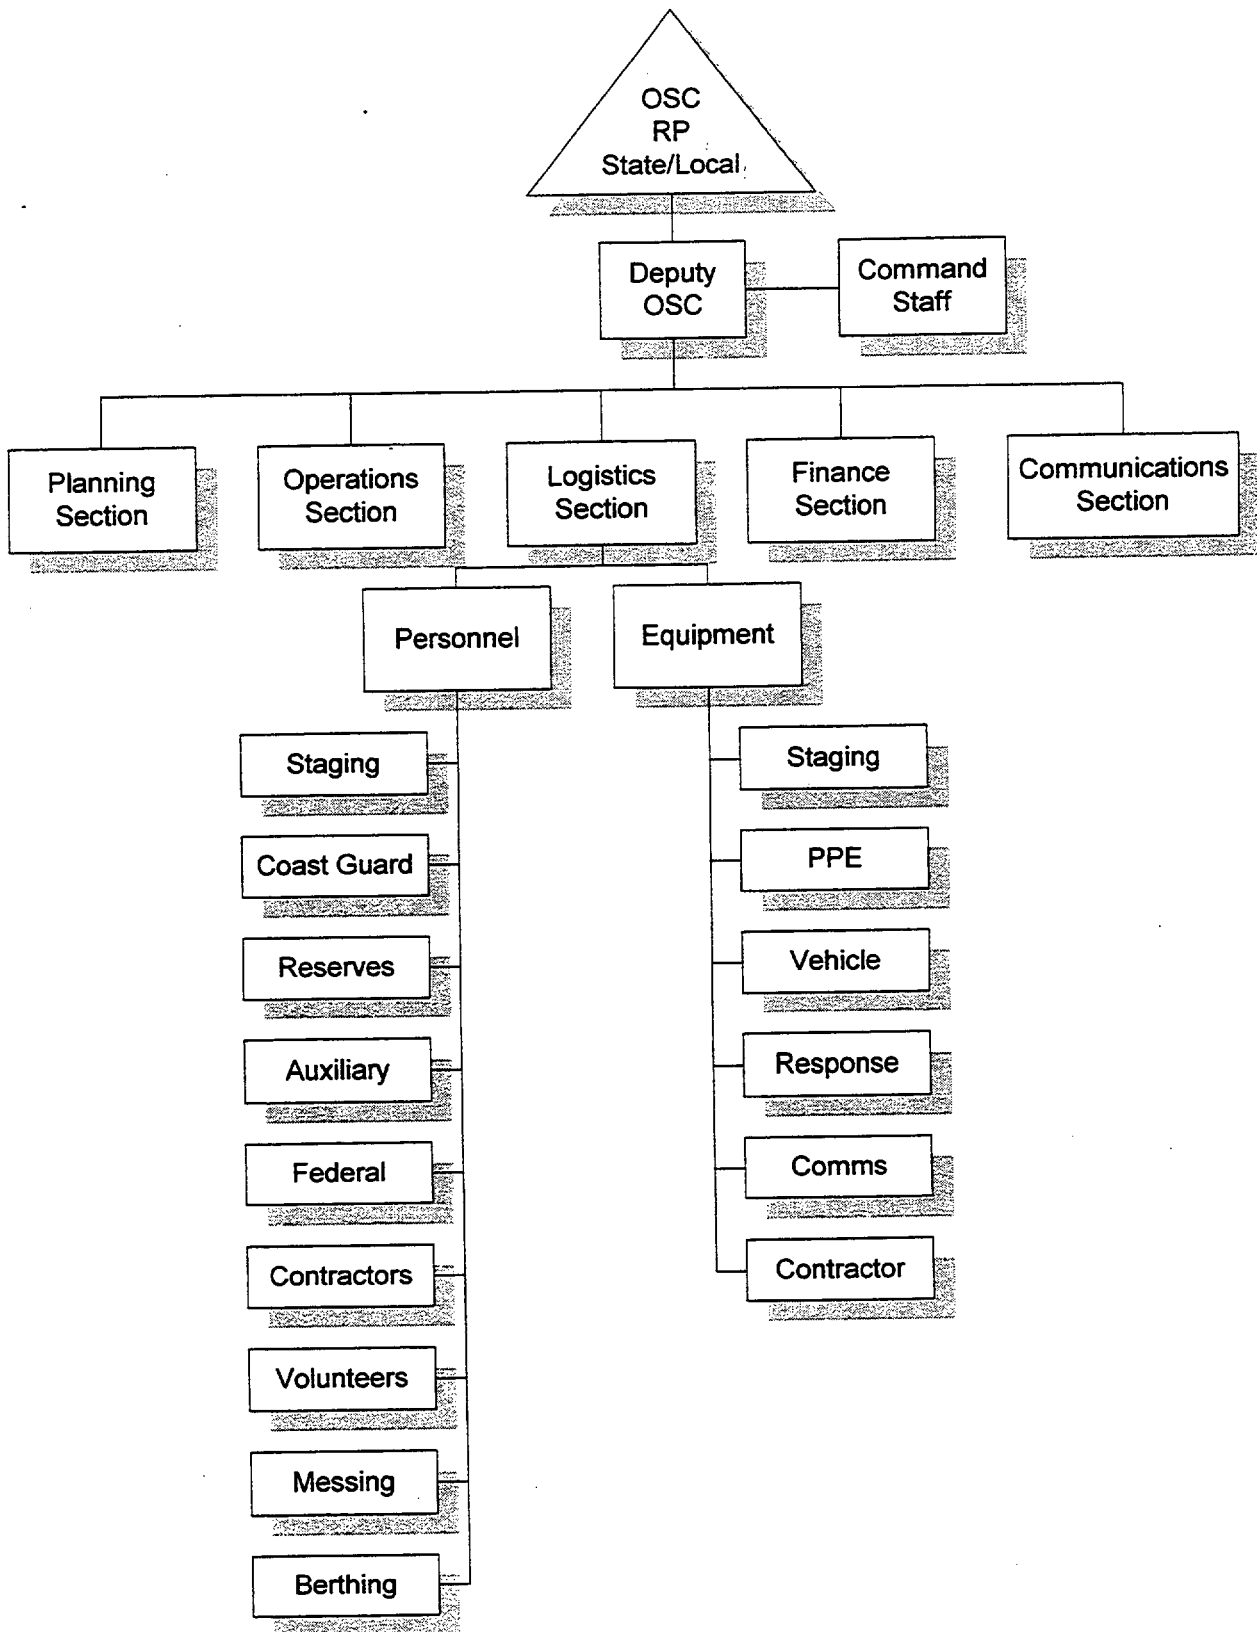 OSC
RP
State/Local
Deputy
OSC
Command
Staff
Planning
Section
Operations
Section
Logistics
Section
Finance
Section
Communications
Section
Personnel
Equipment
Staging
Coast Guard
Reserves
Auxiliary
Federal
Contractors
Volunteers
Messing
Berthing
Staging
PPE
Vehicle
Response
Comms
Contractor